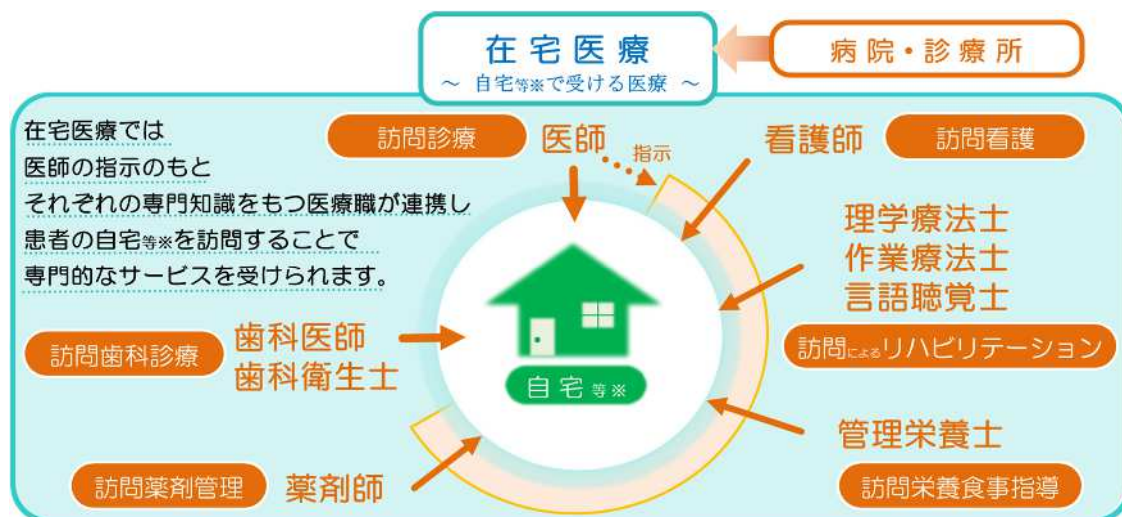 在宅医療
～ 自宅等※で受ける医療 ～
病院・診療所
在宅医療では
医師の指示のもと
それぞれの専門知識をもつ医療職が連携し
患者の自宅等※を訪問することで
専門的なサービスを受けられます。
訪問診療
医師
指示
看護師
訪問看護
理学療法士
作業療法士
言語聴覚士
訪問によるリハビリテーション
訪問歯科診療
歯科医師
歯科衛生士
自宅等※
管理栄養士
訪問栄養食事指導
訪問薬剤管理
薬剤師